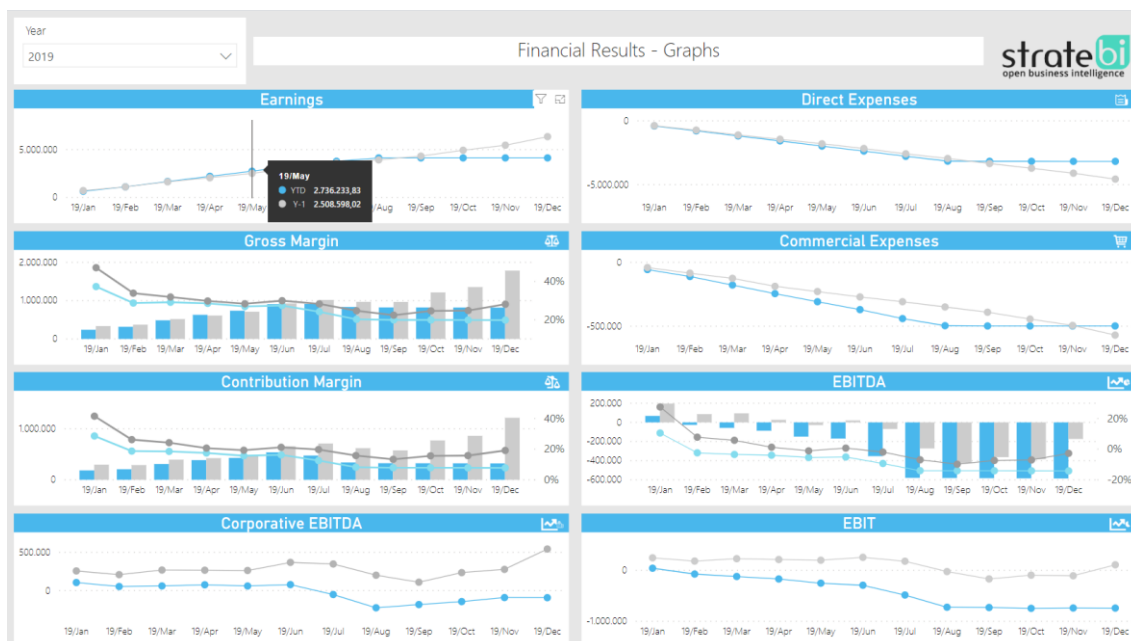 Year
2019
Financial Results - Graphs
stratebi
open business intelligence
Earnings
5.000.000
0
19/May
YTD 2.736.233,83
Y-1 2.508.598,02
19/Jan 19/Feb 19/Mar 19/Apr 19/May 19/Aug 19/Sep 19/Oct 19/Nov 19/Dec
Direct Expenses
0
-5.000.000
19/Jan 19/Feb 19/Mar 19/Apr 19/May 19/Jun 19/Jul 19/Aug 19/Sep 19/Oct 19/Nov 19/Dec
Gross Margin
2.000.000
1.000.000
0
40%
20%
19/Jan 19/Feb 19/Mar 19/Apr 19/May 19/Jun 19/Jul 19/Aug 19/Sep 19/Oct 19/Nov 19/Dec
Commercial Expenses
0
-500.000
19/Jan 19/Feb 19/Mar 19/Apr 19/May 19/Jun 19/Jul 19/Aug 19/Sep 19/Oct 19/Nov 19/Dec
Contribution Margin
1.000.000
0
40%
20%
0%
19/Jan 19/Feb 19/Mar 19/Apr 19/May 19/Jun 19/Jul 19/Aug 19/Sep 19/Oct 19/Nov 19/Dec
EBITDA
200.000
0
-200.000
-400.000
-600.000
20%
0%
-20%
19/Jan 19/Feb 19/Mar 19/Apr 19/May 19/Jun 19/Jul 19/Aug 19/Sep 19/Oct 19/Nov 19/Dec
Corporative EBITDA
500.000
0
19/Jan 19/Feb 19/Mar 19/Apr 19/May 19/Jun 19/Jul 19/Aug 19/Sep 19/Oct 19/Nov 19/Dec
EBIT
0
-1.000.000
19/Jan 19/Feb 19/Mar 19/Apr 19/May 19/Jun 19/Jul 19/Aug 19/Sep 19/Oct 19/Nov 19/Dec